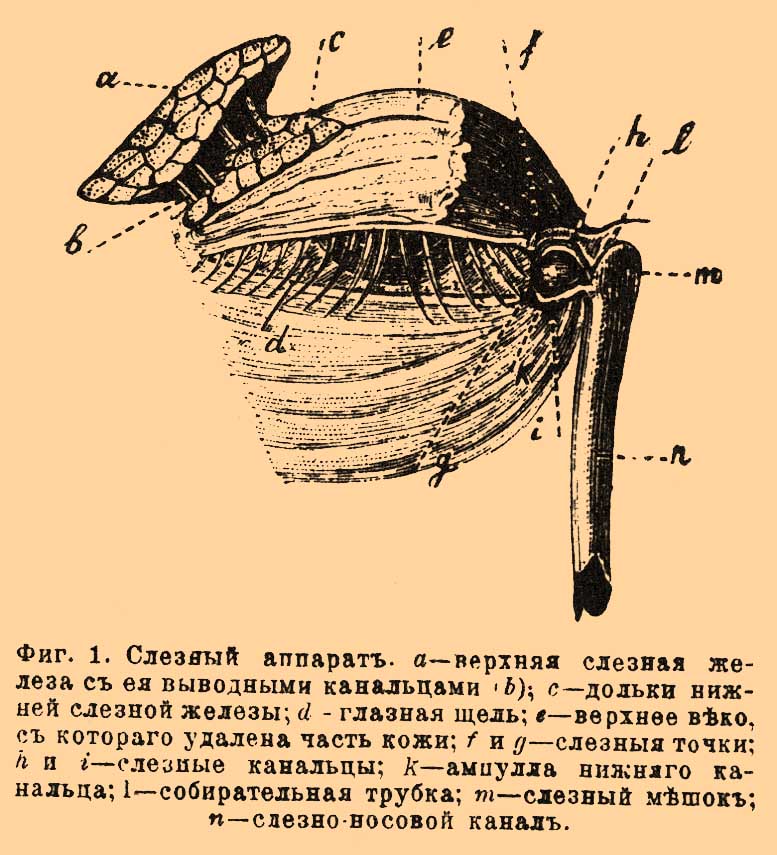 a
c
e
f
h
l
b
m
d
k
i
g
n
Фиг. 1. Слезный аппаратъ. a—верхняя слезная же-
леза съ ея выводными канальцами (b); c—дольки ниж-
ней слезной железы; d - глазная щель; e—верхнее вѣко,
съ котораго удалена часть кожи; f и g—слезныя точки;
h и i—слезные канальцы; k—ампулла нижняго ка-
нальца; l—собирательная трубка; m—слезный мѣшокъ;
n—слезно-носовой каналъ.